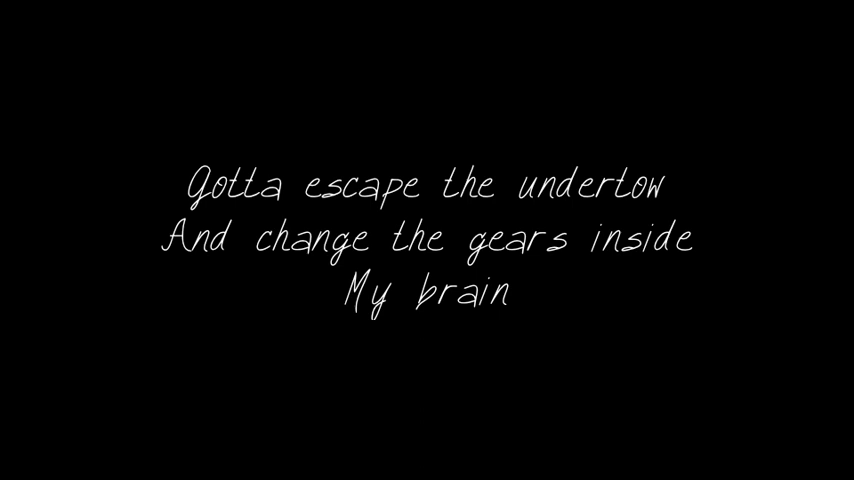 Gotta escape the undertow
And change the gears inside
My brain